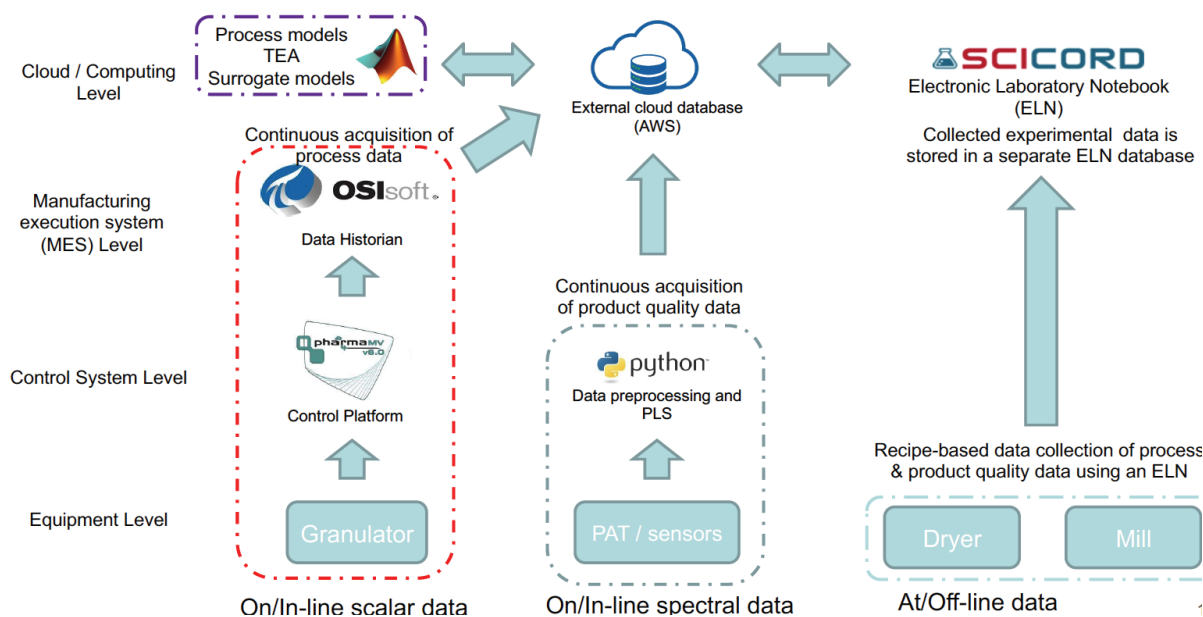 Process models
TEA
Surrogate models
Cloud / Computing
Level
External cloud database
(AWS)
SCICORD
Electronic Laboratory Notebook
(ELN)
Collected experimental data is
stored in a separate ELN database
Continuous acquisition of
process data
OSIsoft.
Manufacturing
execution system
(MES) Level
Data Historian
Continuous acquisition
of product quality data
pharmaMV
v6.0
python
Control System Level
Control Platform
Data preprocessing and
PLS
Recipe-based data collection of process
& product quality data using an ELN
Equipment Level
Granulator
PAT / sensors
Dryer
Mill
On/In-line scalar data
On/In-line spectral data
At/Off-line data